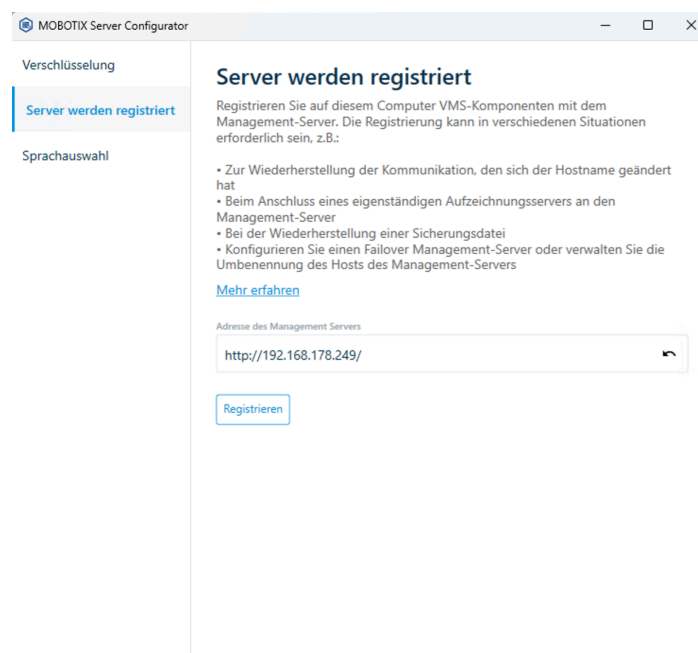 MOBOTIX Server Configurator
Verschlüsselung
Server werden registriert
Sprachauswahl
Server werden registriert
Registrieren Sie auf diesem Computer VMS-Komponenten mit dem
Management-Server. Die Registrierung kann in verschiedenen Situationen
erforderlich sein, z.B.:
• Zur Wiederherstellung der Kommunikation, den sich der Hostname geändert
hat
• Beim Anschluss eines eigenständigen Aufzeichnungsservers an den
Management-Server
• Bei der Wiederherstellung einer Sicherungsdatei
• Konfigurieren Sie einen Failover Management-Server oder verwalten Sie die
Umbenennung des Hosts des Management-Servers
Mehr erfahren
Adresse des Management Servers
http://192.168.178.249/
Registrieren